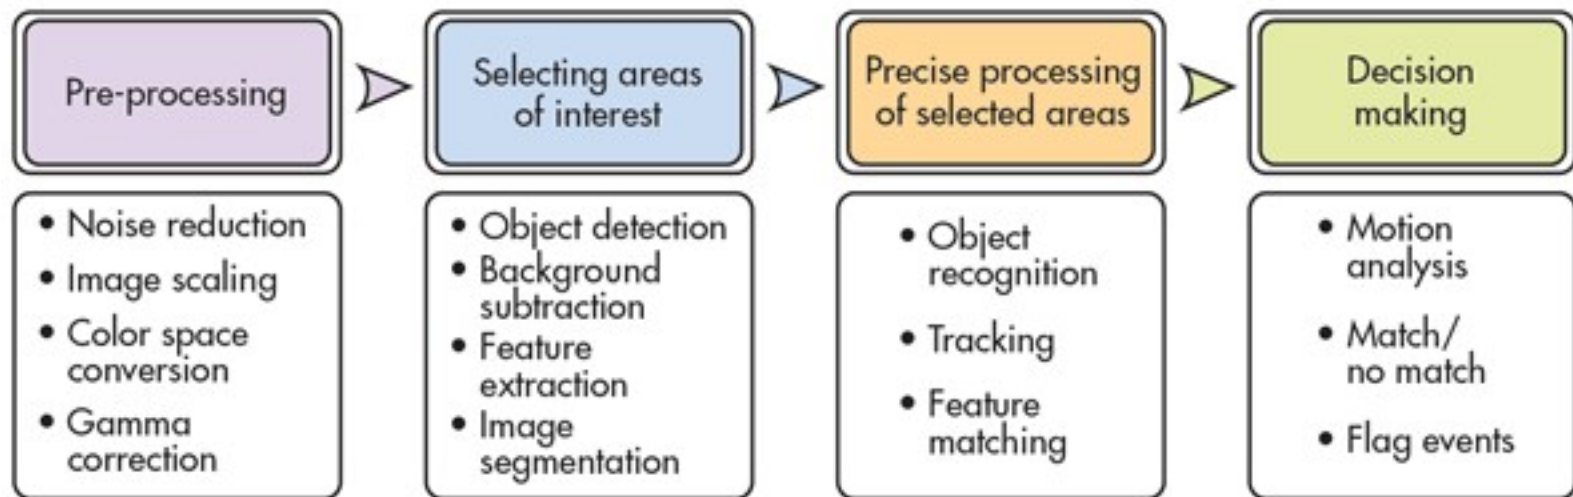 Pre-processing
Selecting areas
of interest
Precise processing
of selected areas
Decision
making
• Noise reduction
• Image scaling
• Color space
conversion
• Gamma
correction
• Object detection
• Background
subtraction
• Feature
extraction
• Image
segmentation
• Object
recognition
• Tracking
• Feature
matching
• Motion
analysis
• Match/
no match
• Flag events